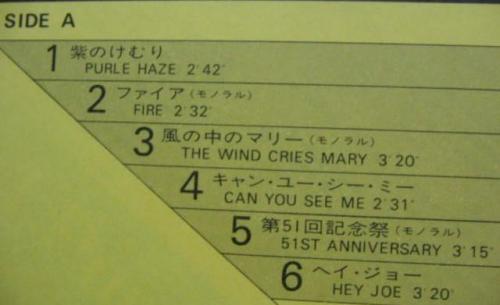 SIDE A
1 紫のけむり
PURLE HAZE 2′42″
2 ファイア(モノラル)
FIRE 2′32″
3 風の中のマリー(モノラル)
THE WIND CRIES MARY 3′20″
4 キャン・ユー・シー・ミー
CAN YOU SEE ME 2′31″
5 第51回記念祭(モノラル)
51ST ANNIVERSARY 3′15″
6 ヘイ・ジョー
HEY JOE 3′20″